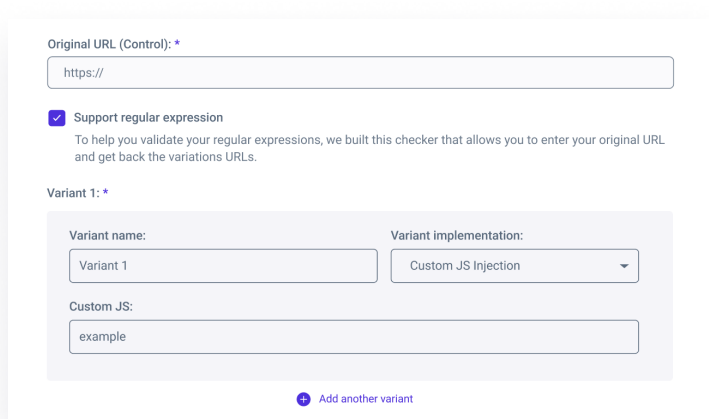 Original URL (Control): *
https://
Support regular expression
To help you validate your regular expressions, we built this checker that allows you to enter your original URL
and get back the variations URLs.
Variant 1: *
Variant name:
Variant implementation:
Variant 1
Custom JS Injection
Custom JS:
example
Add another variant